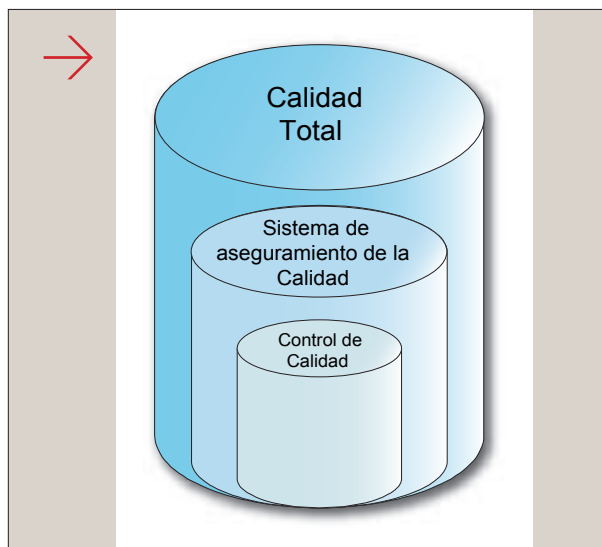 Calidad
Total
Sistema de
aseguramiento de la
Calidad
Control de
Calidad